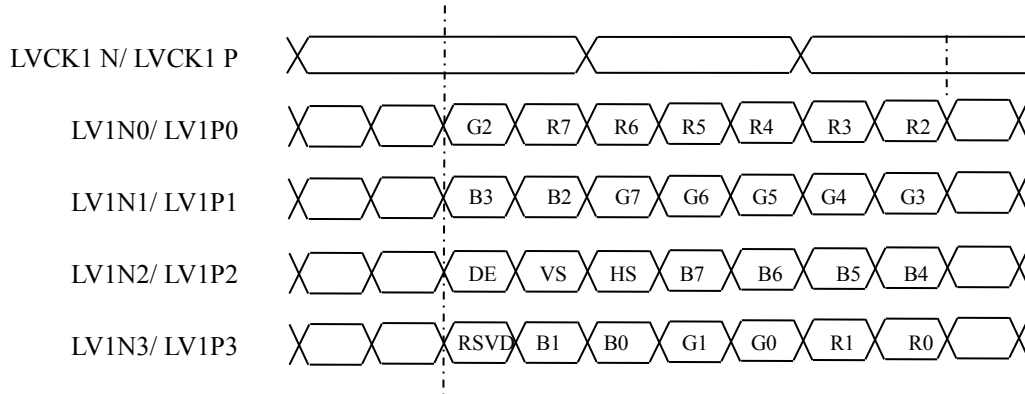 LVCK1 N/ LVCK1 P
LV1N0/ LV1P0 G2 R7 R6 R5 R4 R3 R2
LV1N1/ LV1P1 B3 B2 G7 G6 G5 G4 G3
LV1N2/ LV1P2 DE VS HS B7 B6 B5 B4
LV1N3/ LV1P3 RSVD B1 B0 G1 G0 R1 R0